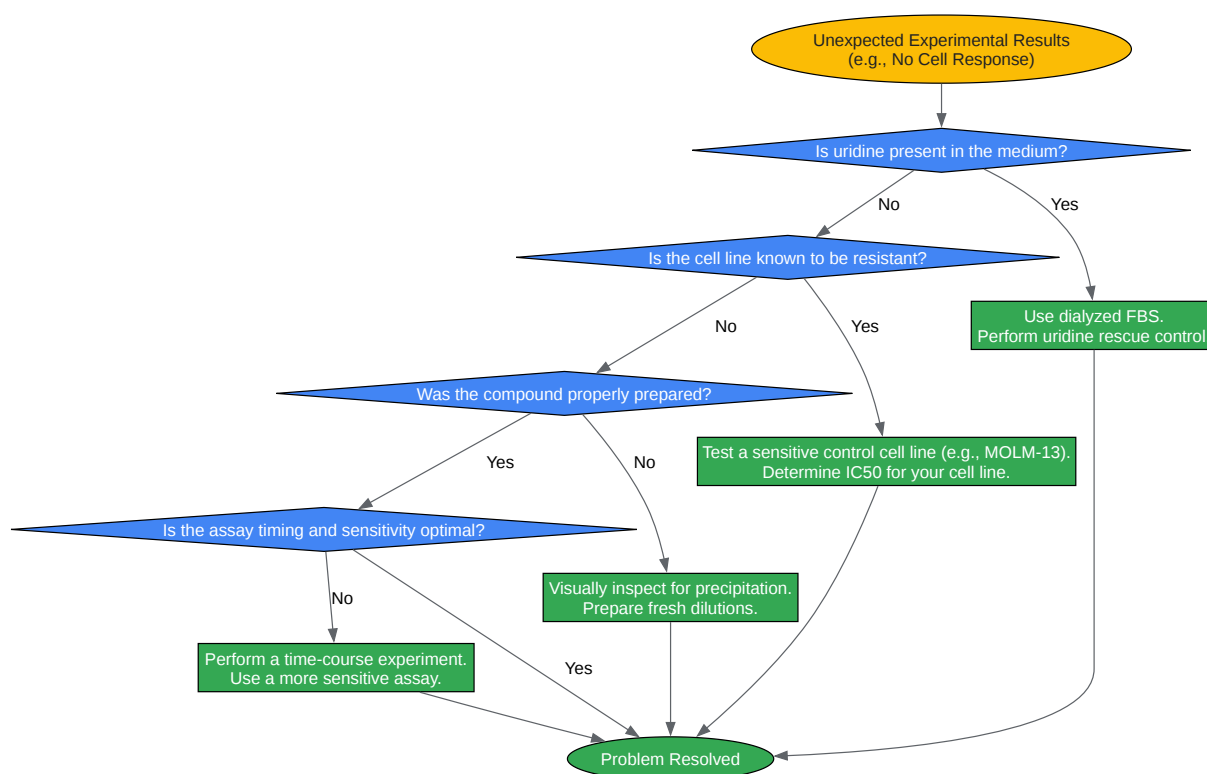 Unexpected Experimental Results
(e.g., No Cell Response)
Is uridine present in the medium?
No
Yes
Is the cell line known to be resistant?
Use dialyzed FBS.
Perform uridine rescue control
No
Yes
Was the compound properly prepared?
Test a sensitive control cell line (e.g., MOLM-13).
Determine IC50 for your cell line.
Yes
No
Is the assay timing and sensitivity optimal?
Visually inspect for precipitation.
Prepare fresh dilutions.
No
Perform a time-course experiment.
Use a more sensitive assay.
Yes
Problem Resolved